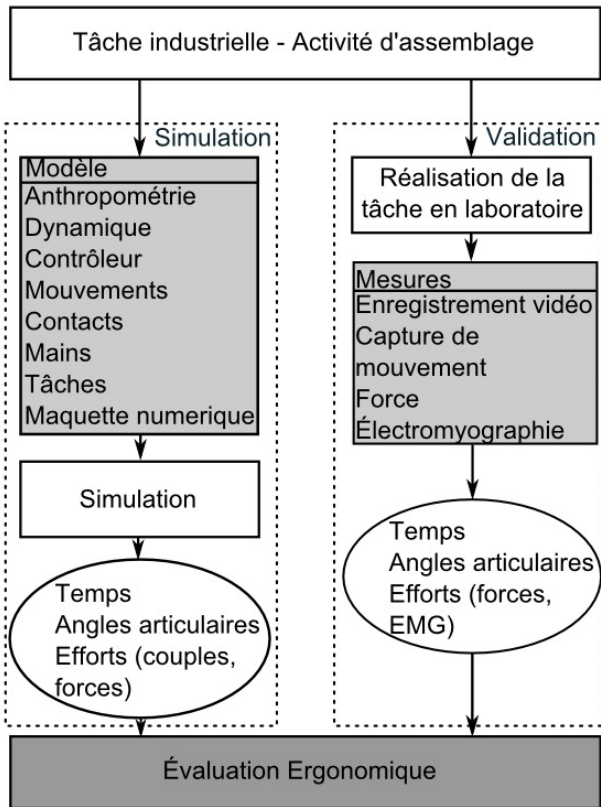 Tâche industrielle - Activité d'assemblage
Simulation
Modèle
Anthropométrie
Dynamique
Contrôleur
Mouvements
Contacts
Mains
Tâches
Maquette numerique
Simulation
Temps
Angles articulaires
Efforts (couples,
forces)
Validation
Réalisation de la
tâche en laboratoire
Mesures
Enregistrement vidéo
Capture de
mouvement
Force
Électromyographie
Temps
Angles articulaires
Efforts (forces,
EMG)
Évaluation Ergonomique